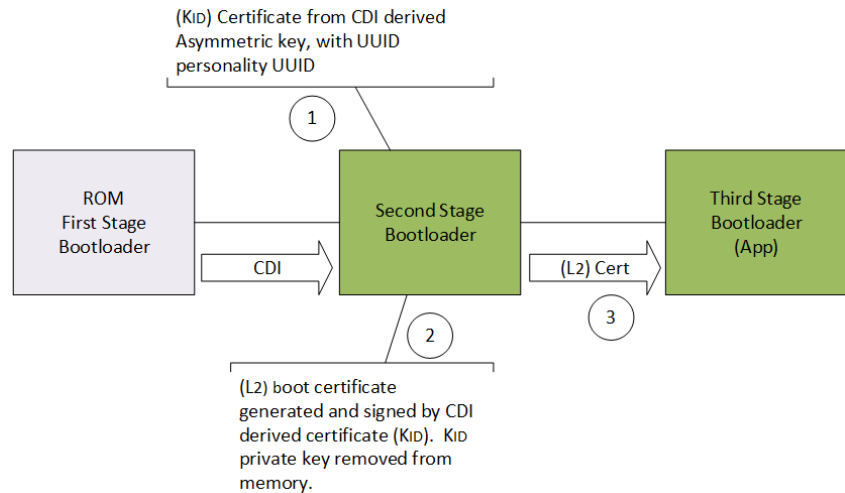 (KID) Certificate from CDI derived
Asymmetric key, with UUID
personality UUID
1
ROM
First Stage
Bootloader
CDI
Second Stage
Bootloader
(L2) Cert
Third Stage
Bootloader
(App)
3
2
(L2) boot certificate
generated and signed by CDI
derived certificate (KID).  KID
private key removed from
memory.